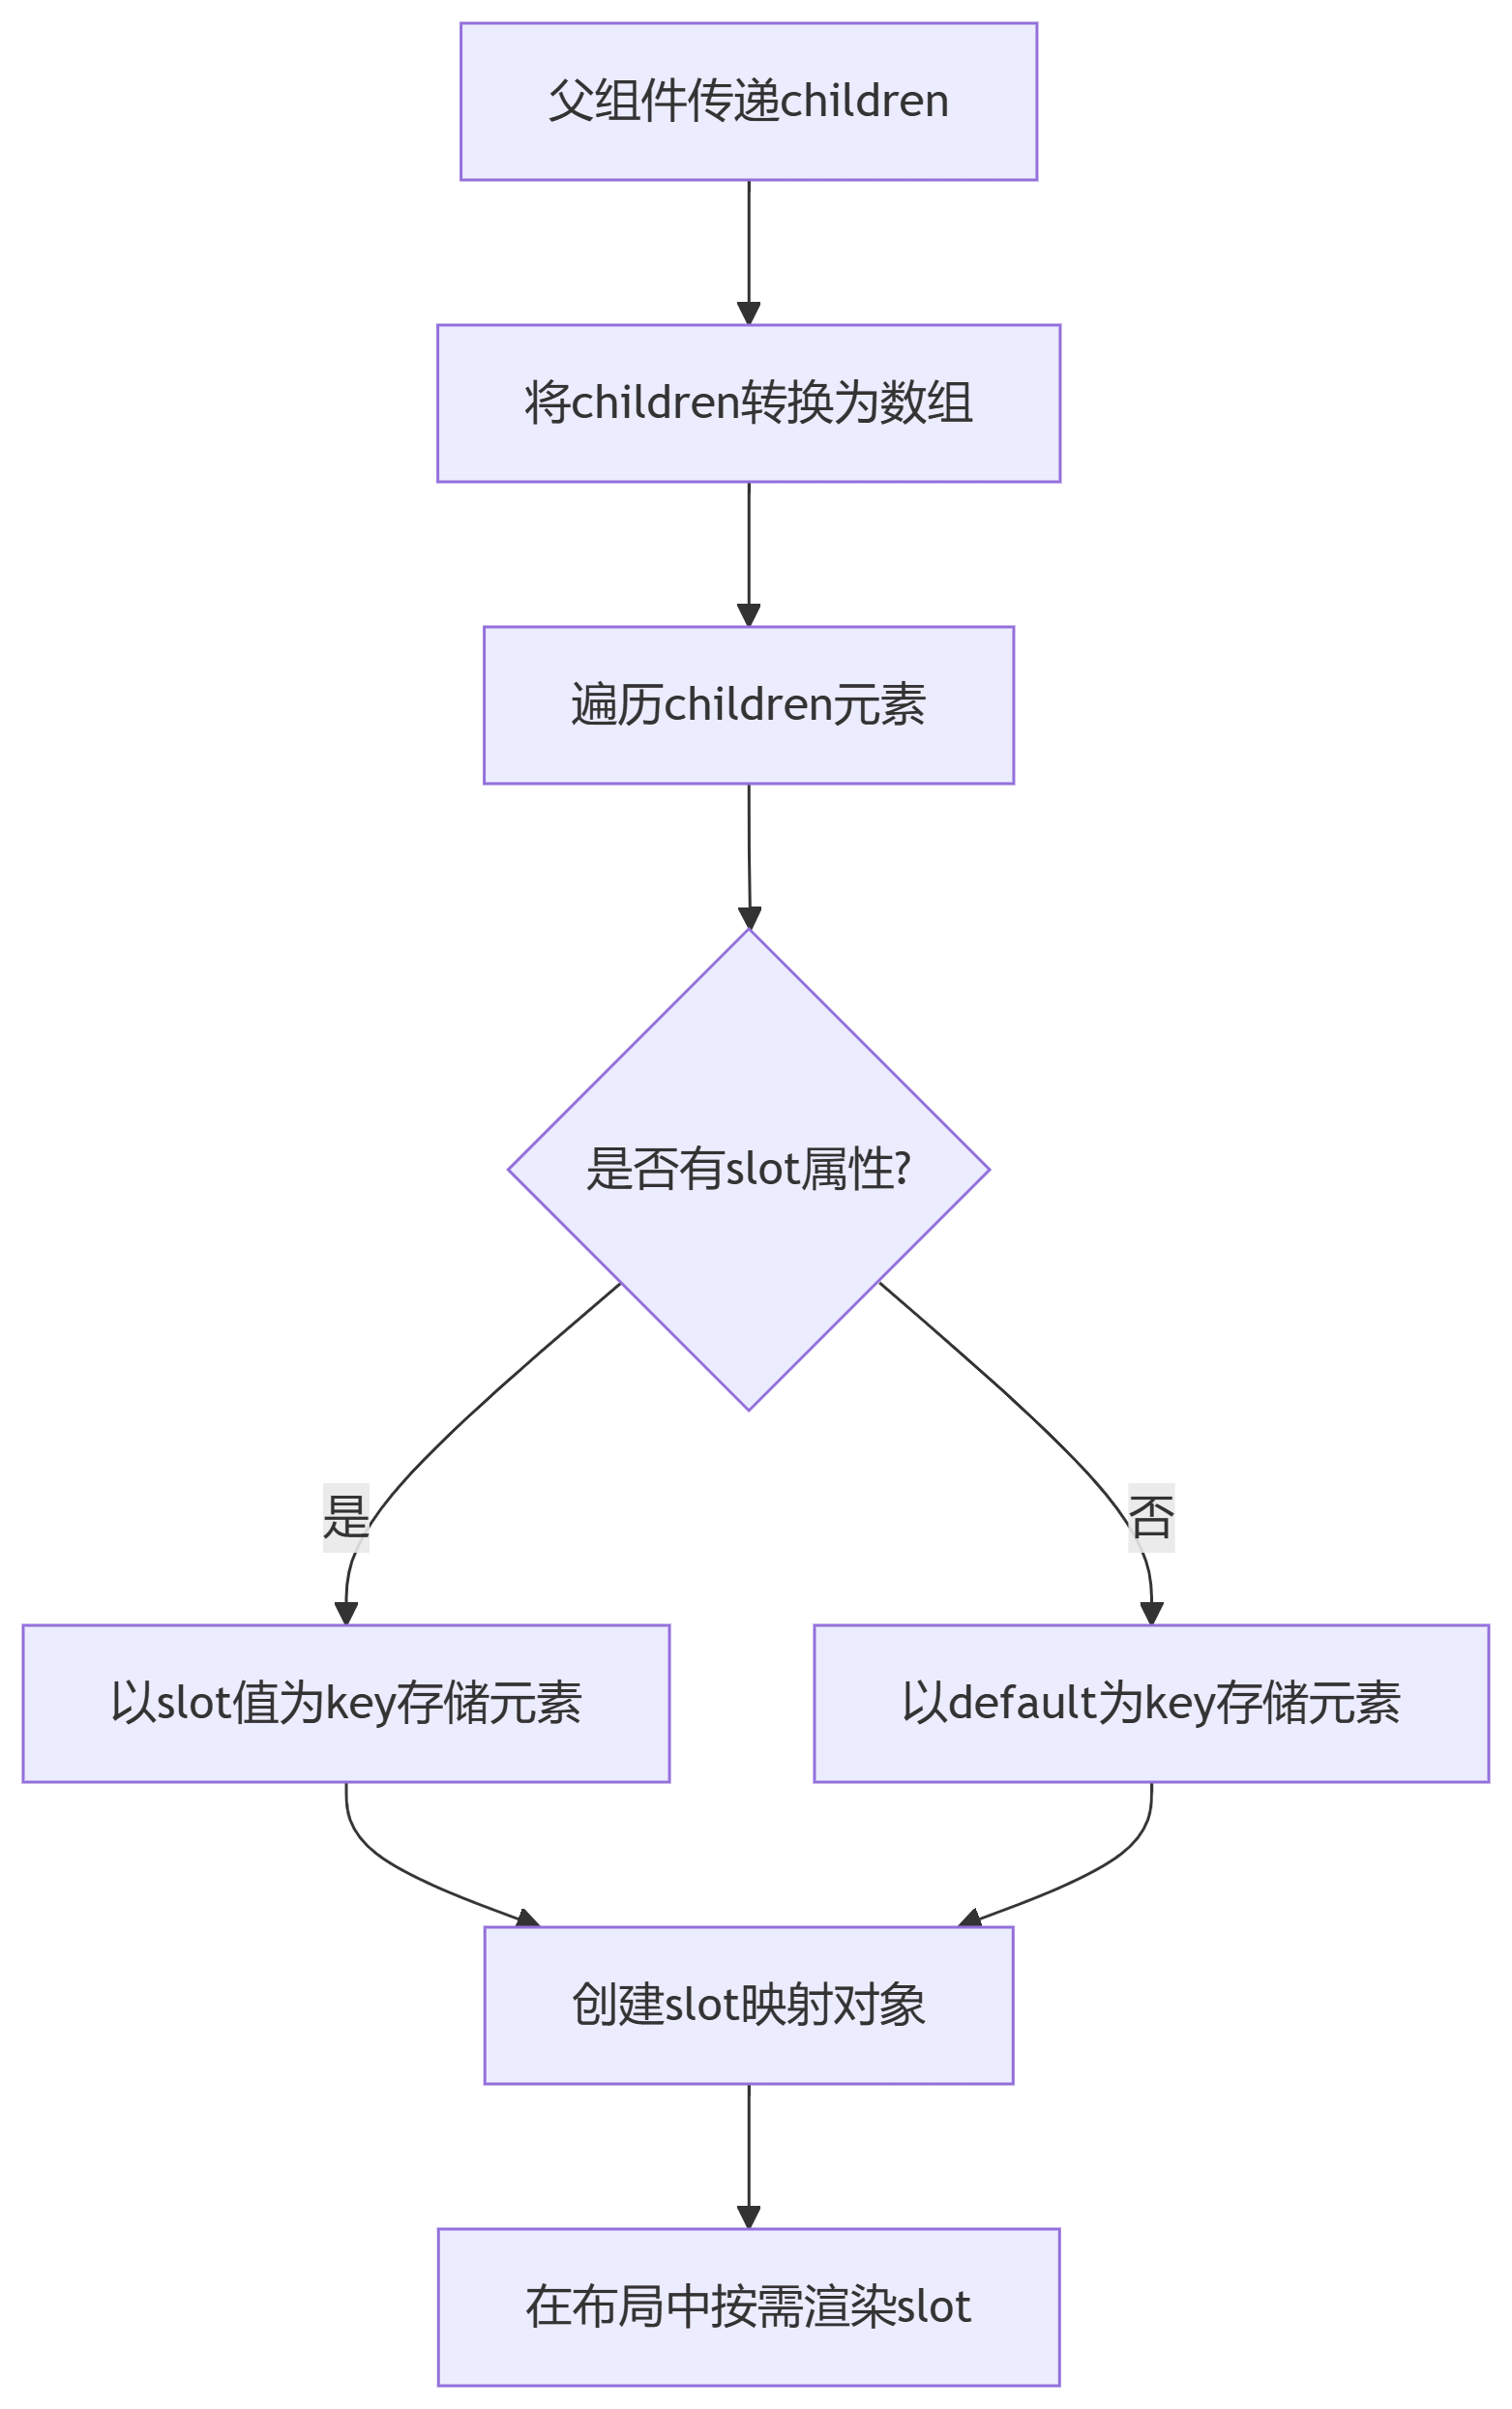 父组件传递children
将children转换为数组
遍历children元素
是否有slot属性?
是
否
以slot值为key存储元素
以default为key存储元素
创建slot映射对象
在布局中按需渲染slot